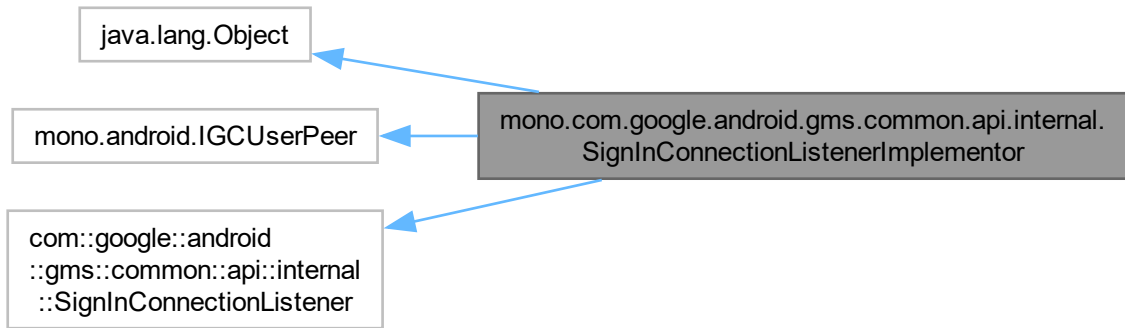 java.lang.Object
mono.android.IGCUserPeer
com::google::android
::gms::common::api::internal
::SignInConnectionListener
mono.com.google.android.gms.common.api.internal.
SignInConnectionListenerImplementor